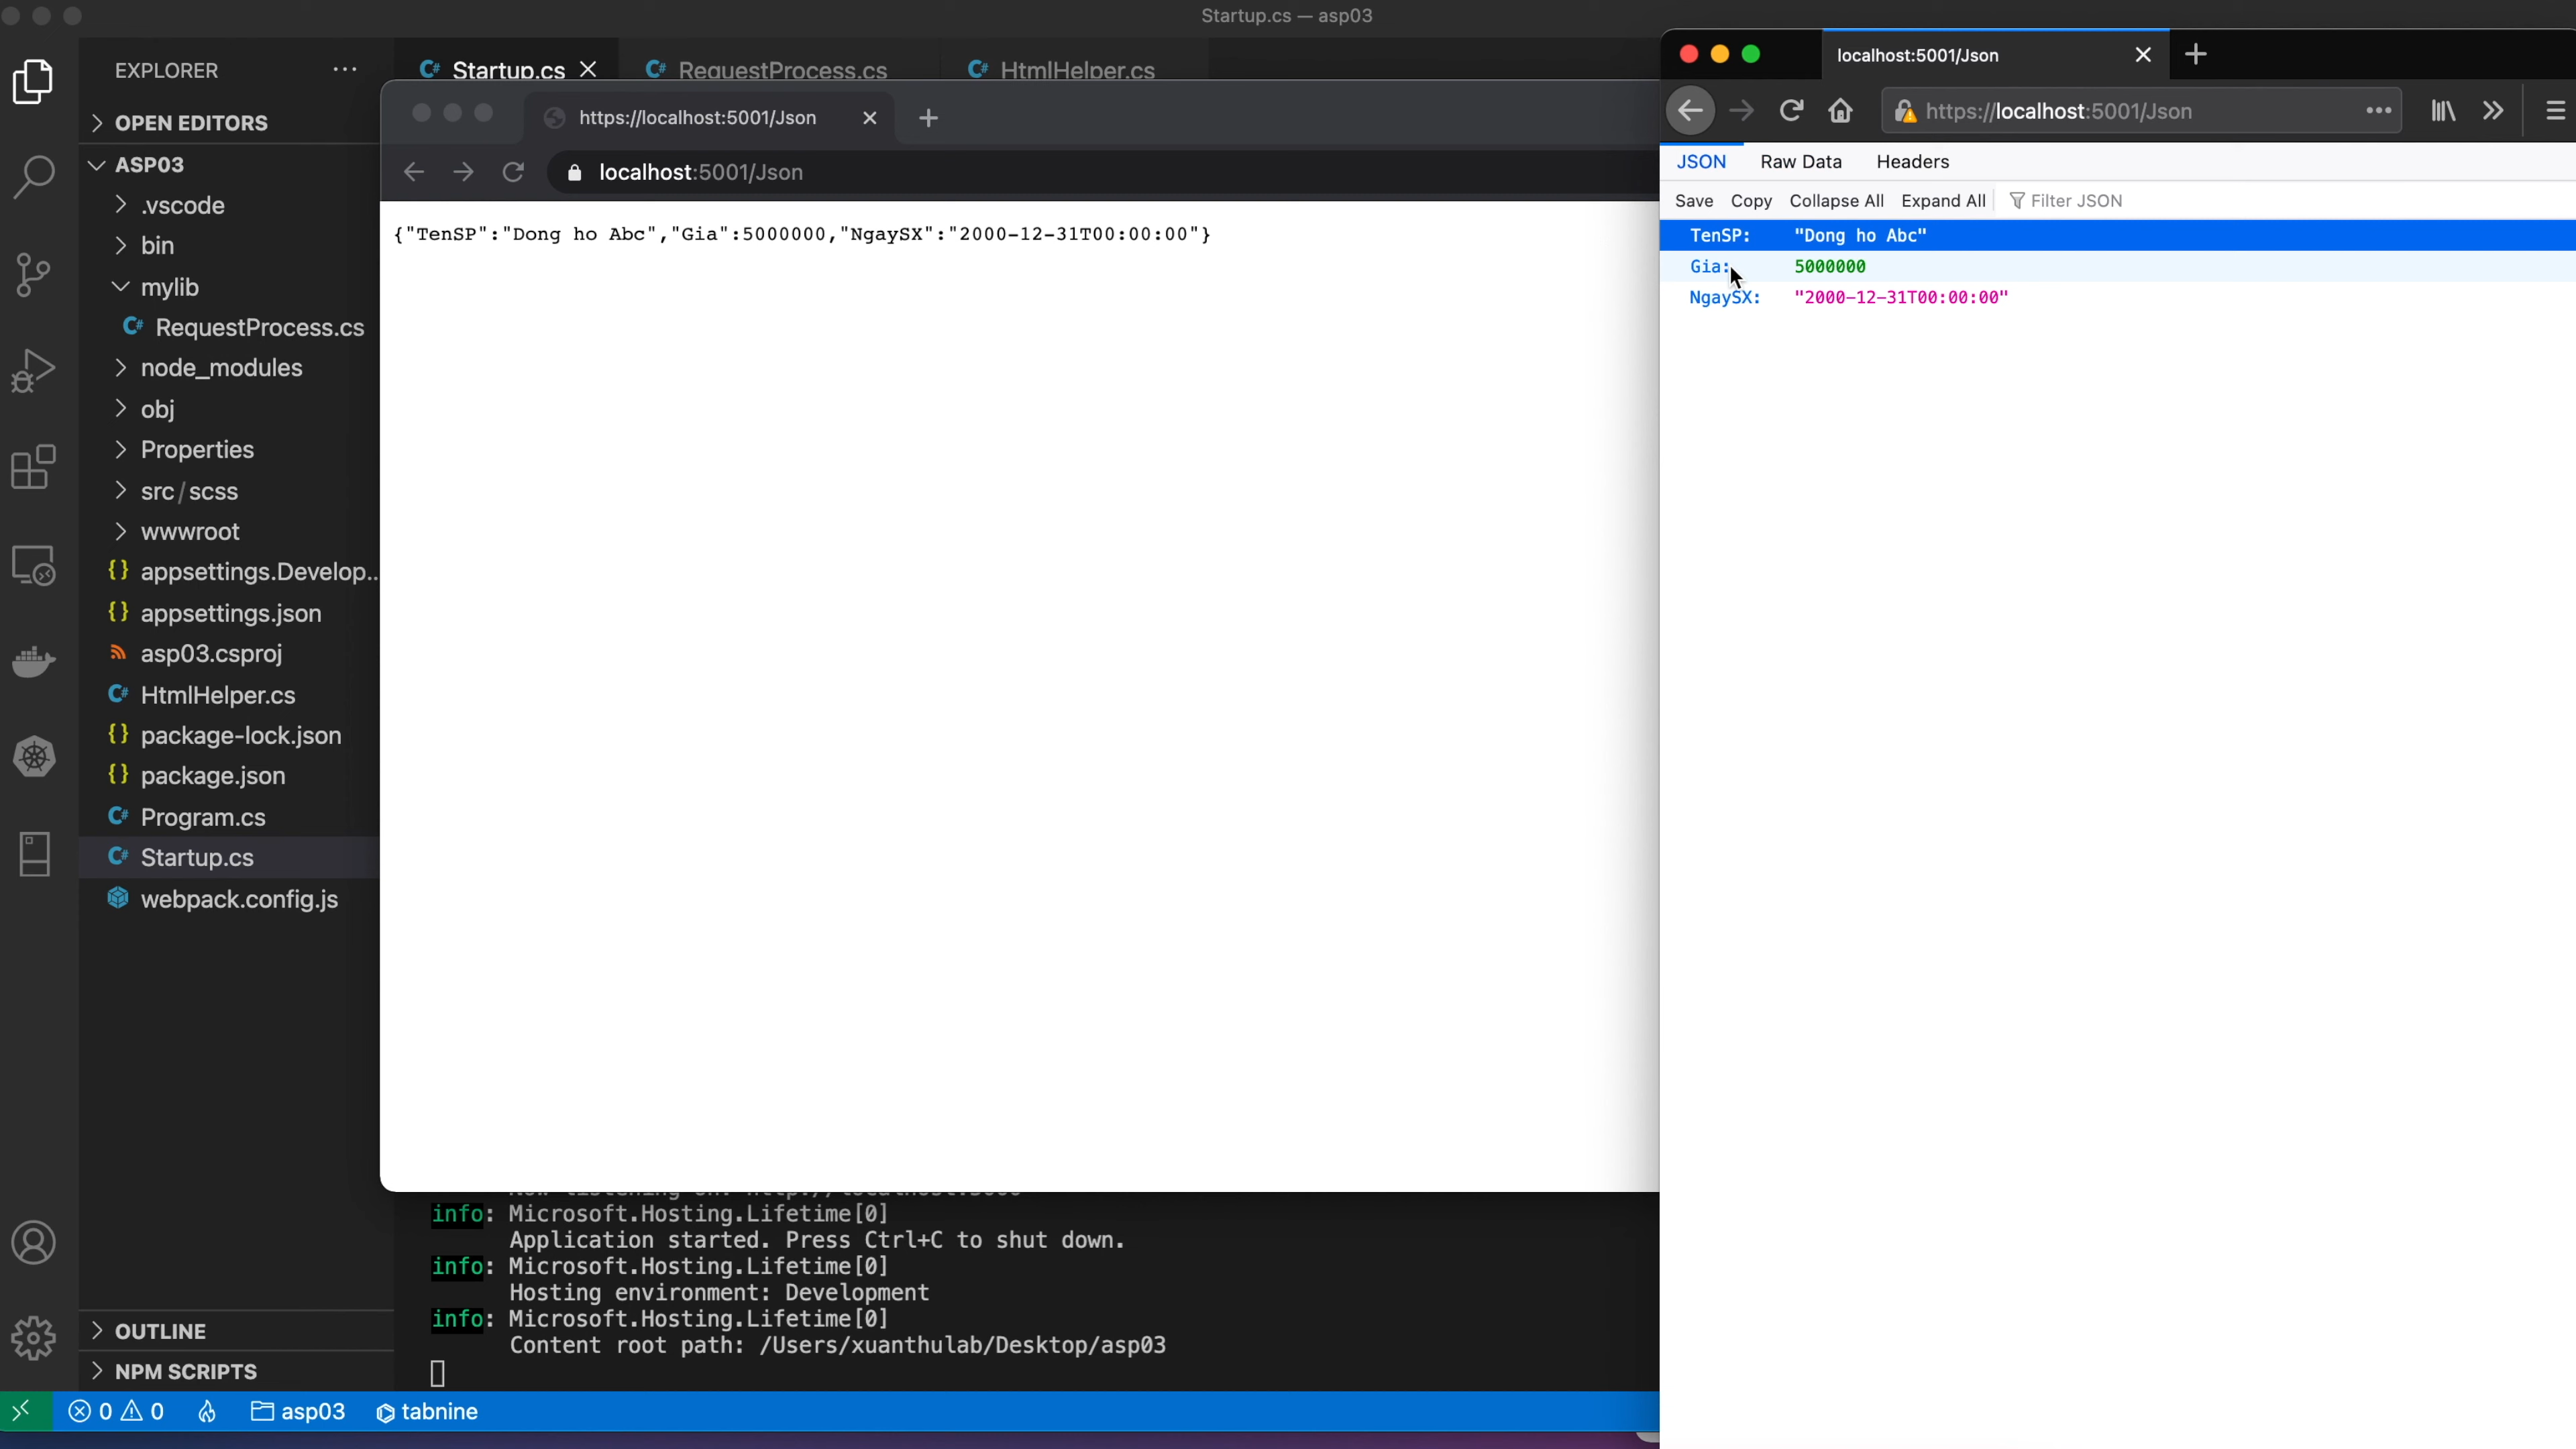 Startup.cs — asp03
EXPLORER
Startup.cs
RequestProcess.cs
HtmlHelper.cs
OPEN EDITORS
ASP03
.vscode
bin
mylib
RequestProcess.cs
node_modules
obj
Properties
src / scss
wwwroot
appsettings.Develop...
appsettings.json
asp03.csproj
HtmlHelper.cs
package-lock.json
package.json
Program.cs
Startup.cs
webpack.config.js
OUTLINE
NPM SCRIPTS
https://localhost:5001/Json
localhost:5001/Json
{"TenSP":"Dong ho Abc","Gia":5000000,"NgaySX":"2000-12-31T00:00:00"}
info: Microsoft.Hosting.Lifetime[0]
Application started. Press Ctrl+C to shut down.
info: Microsoft.Hosting.Lifetime[0]
Hosting environment: Development
info: Microsoft.Hosting.Lifetime[0]
Content root path: /Users/xuanthulab/Desktop/asp03
0 0 asp03 tabnine
localhost:5001/Json
https://localhost:5001/Json
JSON Raw Data Headers
Save Copy Collapse All Expand All Filter JSON
TenSP: "Dong ho Abc"
Gia: 5000000
NgaySX: "2000-12-31T00:00:00"